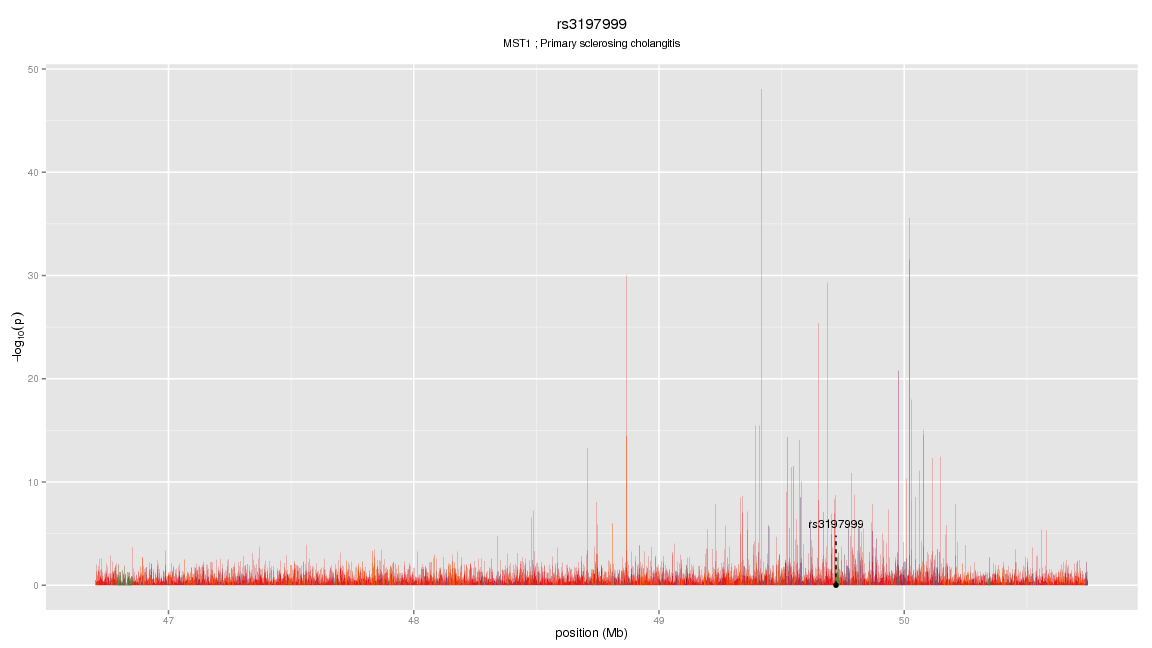 rs3197999
MST1 ; Primary sclerosing cholangitis
50
40
30
20
10
0
−log10(p)
rs3197999
47 48 49 50
position (Mb)